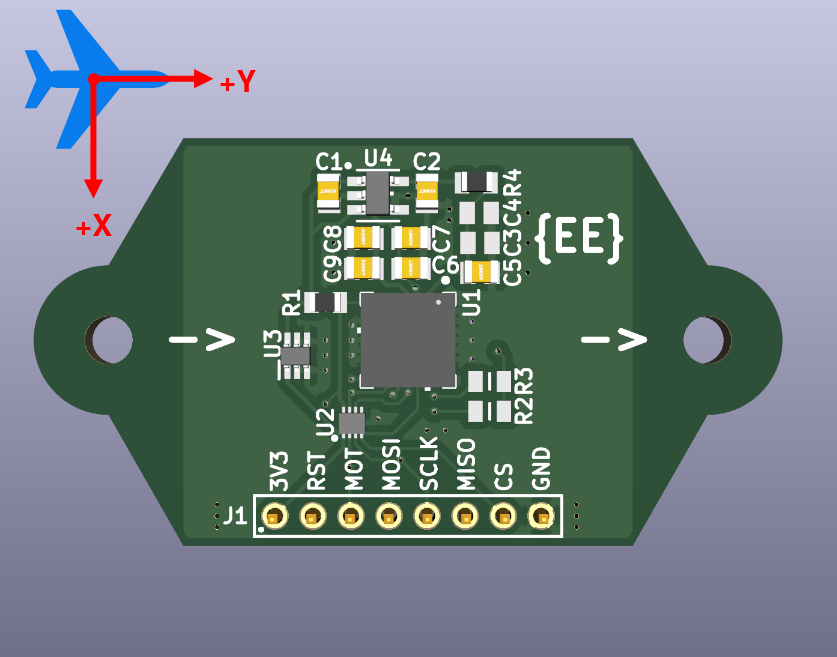 +Y
+X
C1 U4 C2
R4
C4
{EE}
C8 C7 C3
C9 C6 C5
R1 U1
-> ->
U3
R3
U2 R2
3V3 RST MOT MOSI SCLK MISO CS GND
J1